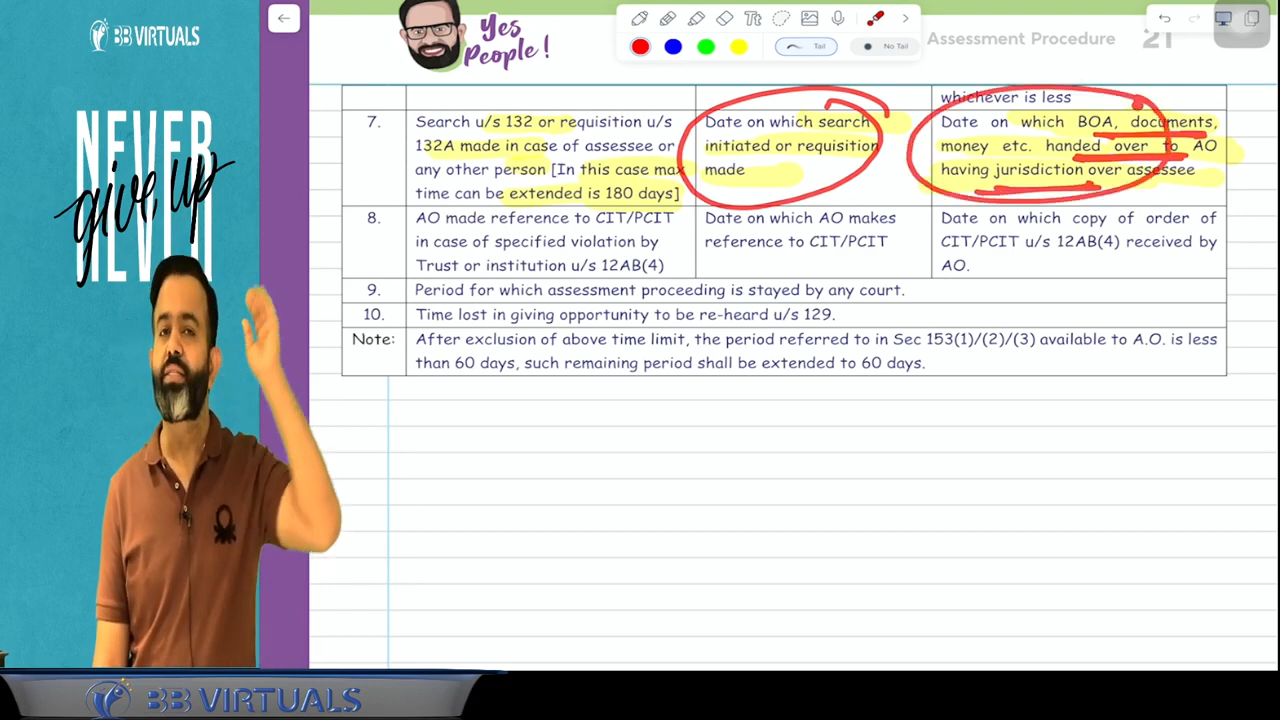 BB VIRTUALS
NEVER
give up
NEVER
Yes
People !
Tt
Tail
No Tail
Assessment Procedure
21
whichever is less
7.
Search u/s 132 or requisition u/s
132A made in case of assessee or
any other person [In this case max
time can be extended is 180 days]
Date on which search
initiated or requisition
made
Date on which BOA, documents,
money etc. handed over to AO
having jurisdiction over assessee
8.
AO made reference to CIT/PCIT
in case of specified violation by
Trust or institution u/s 12AB(4)
Date on which AO makes
reference to CIT/PCIT
Date on which copy of order of
CIT/PCIT u/s 12AB(4) received by
AO.
9. Period for which assessment proceeding is stayed by any court.
10. Time lost in giving opportunity to be re-heard u/s 129.
Note: After exclusion of above time limit, the period referred to in Sec 153(1)/(2)/(3) available to A.O. is less
than 60 days, such remaining period shall be extended to 60 days.
BB VIRTUALS